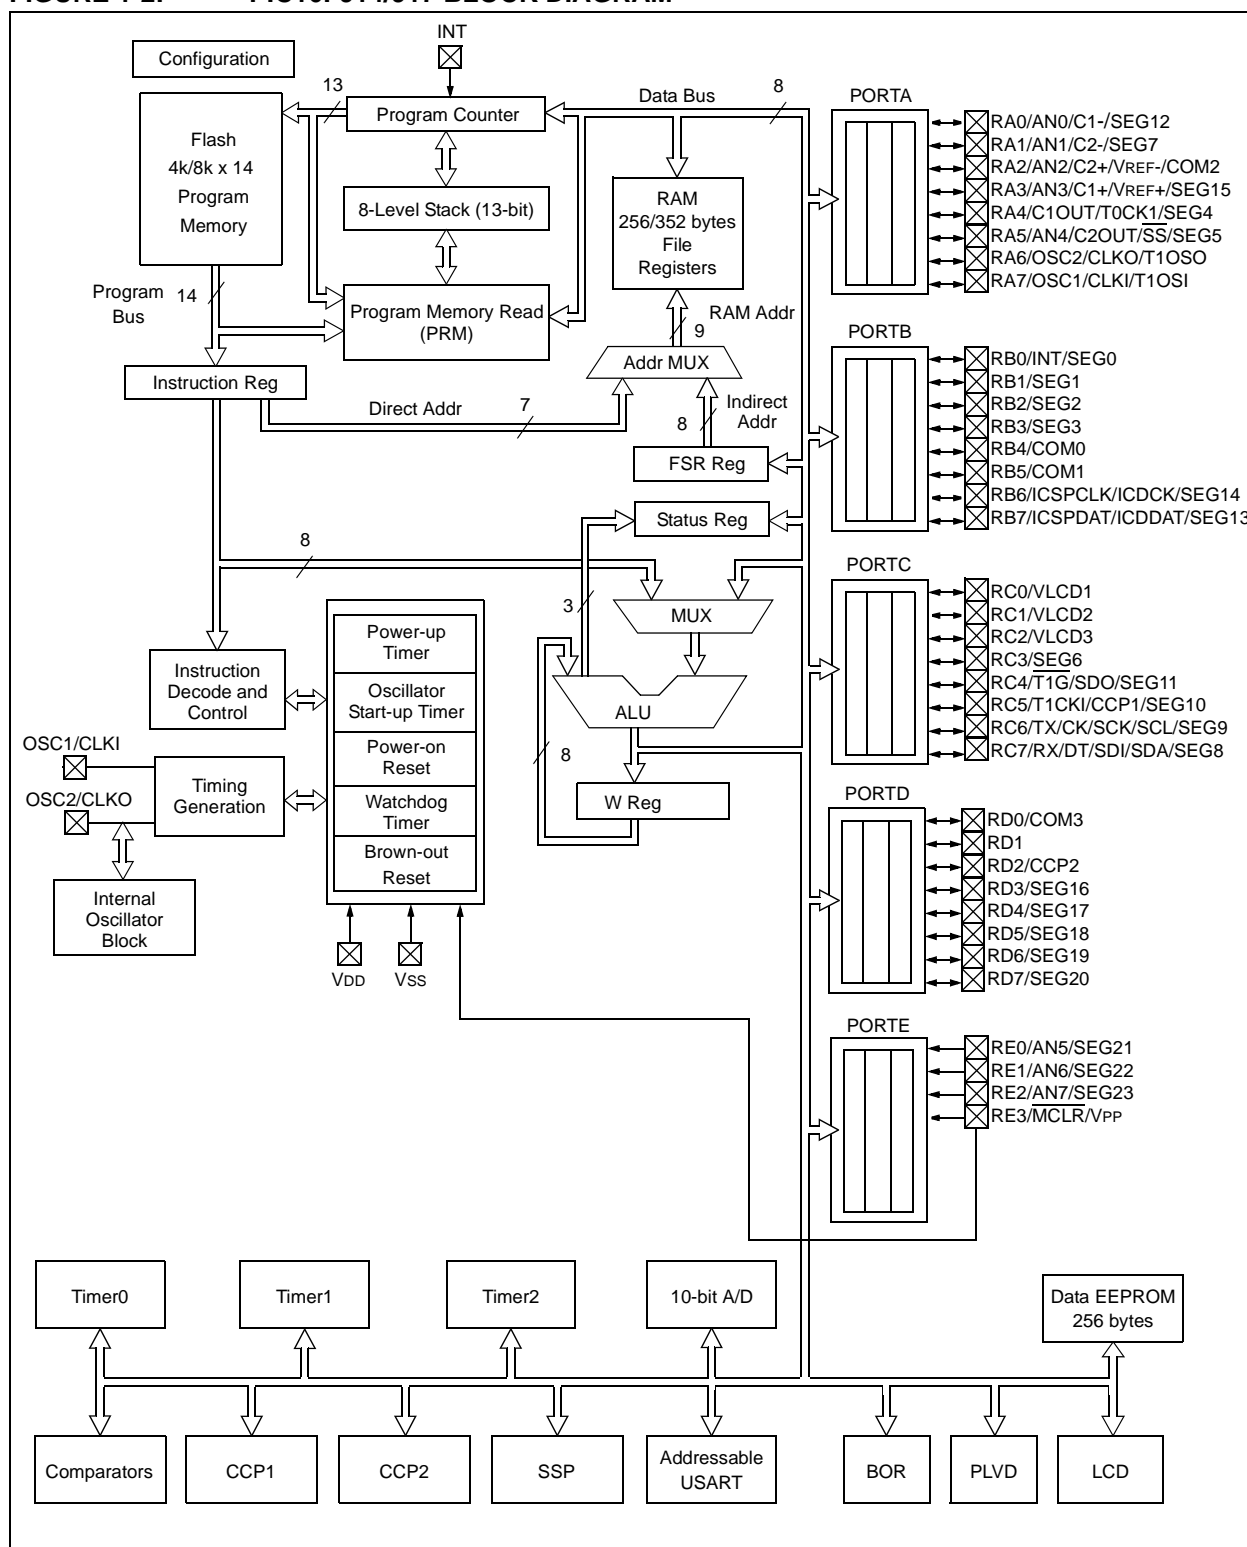 INT
Configuration
13
8
Data Bus
PORTA
Program Counter
Flash
4k/8k x 14
Program
Memory
8-Level Stack (13-bit)
RAM
256/352 bytes
File
Registers
RA0/AN0/C1-/SEG12
RA1/AN1/C2-/SEG7
RA2/AN2/C2+/VREF-/COM2
RA3/AN3/C1+/VREF+/SEG15
RA4/C1OUT/T0CK1/SEG4
RA5/AN4/C2OUT/SS/SEG5
RA6/OSC2/CLKO/T1OSO
RA7/OSC1/CLKI/T1OSI
Program
Bus
14
Program Memory Read
(PRM)
RAM Addr
9
PORTB
Addr MUX
Instruction Reg
Direct Addr
7
Indirect
Addr
8
FSR Reg
RB0/INT/SEG0
RB1/SEG1
RB2/SEG2
RB3/SEG3
RB4/COM0
RB5/COM1
RB6/ICSPCLK/ICDCK/SEG14
RB7/ICSPDAT/ICDDAT/SEG13
Status Reg
8
3
MUX
PORTC
RC0/VLCD1
RC1/VLCD2
RC2/VLCD3
RC3/SEG6
RC4/T1G/SDO/SEG11
RC5/T1CKI/CCP1/SEG10
RC6/TX/CK/SCK/SCL/SEG9
RC7/RX/DT/SDI/SDA/SEG8
Power-up
Timer
Instruction
Decode and
Control
Oscillator
Start-up Timer
ALU
OSC1/CLKI
Power-on
Reset
8
Timing
Generation
OSC2/CLKO
Watchdog
Timer
W Reg
Brown-out
Reset
Internal
Oscillator
Block
VDD
VSS
PORTD
RD0/COM3
RD1
RD2/CCP2
RD3/SEG16
RD4/SEG17
RD5/SEG18
RD6/SEG19
RD7/SEG20
PORTE
RE0/AN5/SEG21
RE1/AN6/SEG22
RE2/AN7/SEG23
RE3/MCLR/VPP
Timer0
Timer1
Timer2
10-bit A/D
Data EEPROM
256 bytes
Comparators
CCP1
CCP2
SSP
Addressable
USART
BOR
PLVD
LCD